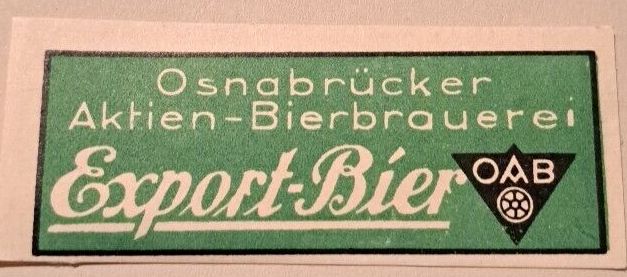 Osnabrücker
Aktien-Bierbrauerei
Export-Bier
OAB